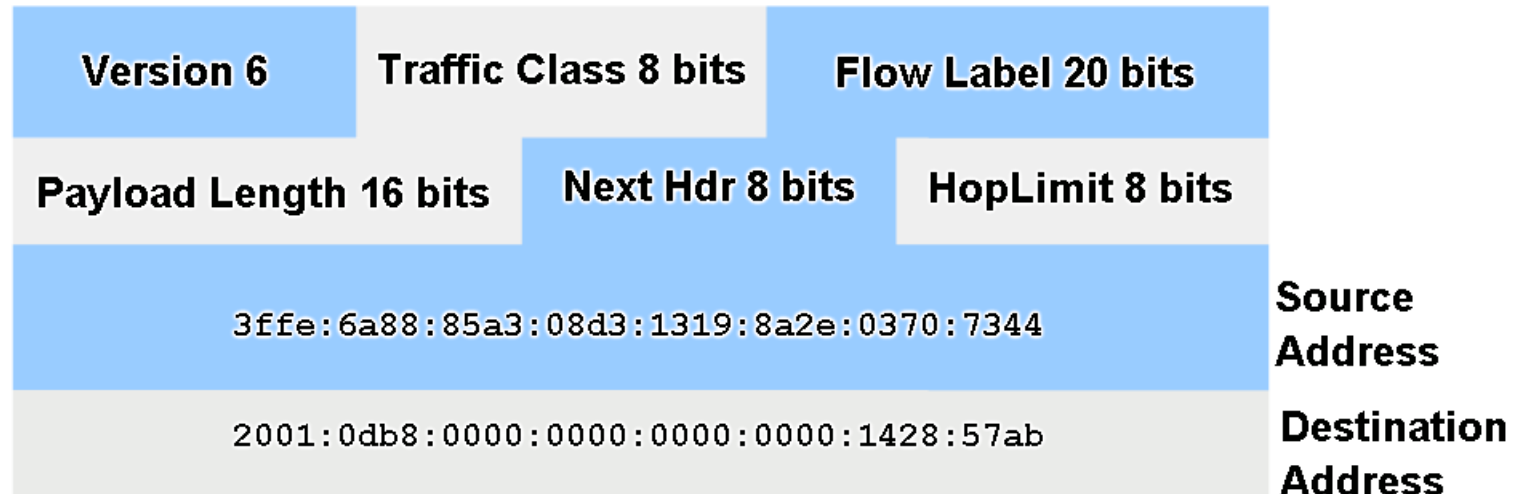 Version 6 Traffic Class 8 bits Flow Label 20 bits
Payload Length 16 bits Next Hdr 8 bits HopLimit 8 bits
3ffe:6a88:85a3:08d3:1319:8a2e:0370:7344
Source
Address
2001:0db8:0000:0000:0000:0000:1428:57ab
Destination
Address